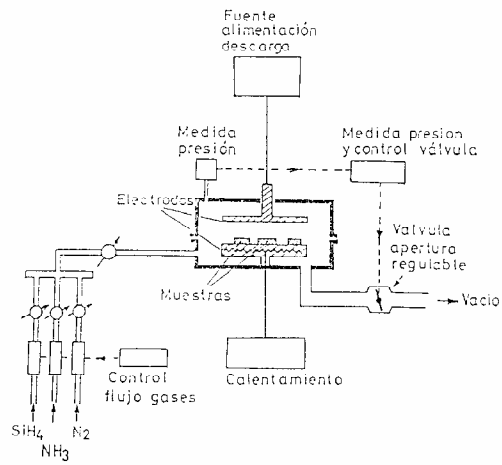 Fuente
alimentación
descarga
Medida
presión
Medida presion
y control válvula
Electrodos
Valvula
apertura
regulable
Muestras
Vacio
Control
flujo gases
Calentamiento
SiH4
NH3
N2